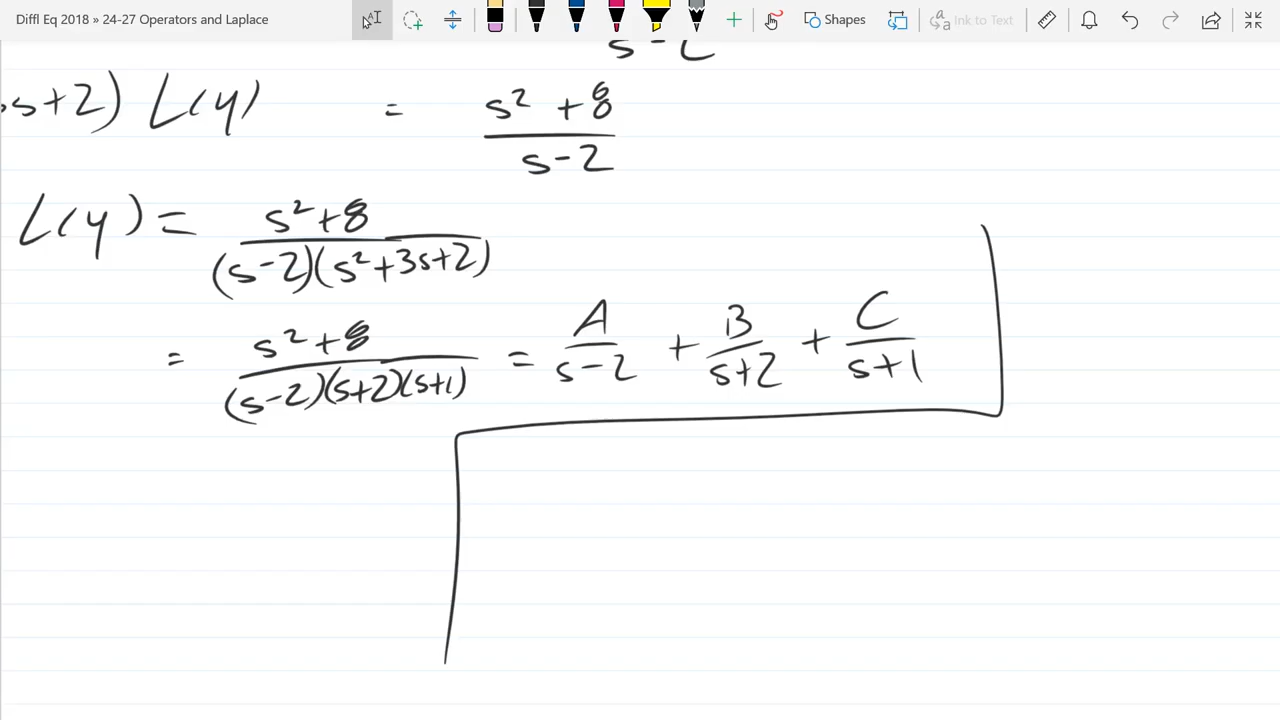 Diffl Eq 2018 » 24-27 Operators and Laplace
Shapes
Ink to Text
s-2
s+2) L(y) = s² + 8 / s-2
L(y) = s²+8 / (s-2)(s²+3s+2)
= s²+8 / (s-2)(s+2)(s+1) = A/s-2 + B/s+2 + C/s+1